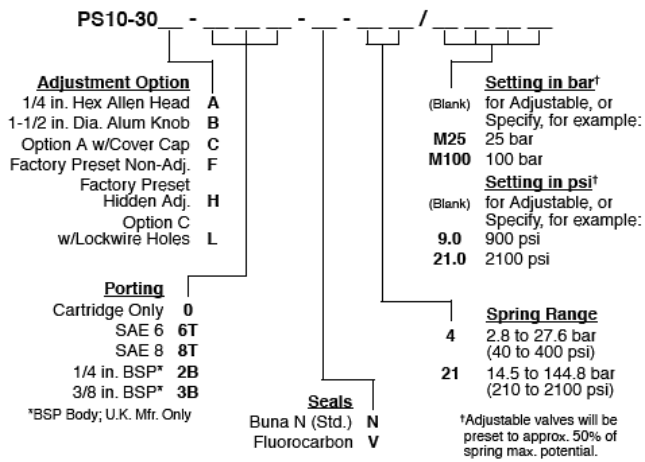 PS10-30__ - __ __ __ - __ - __ __ / __ __ __ __
Adjustment Option
1/4 in. Hex Allen Head A
1-1/2 in. Dia. Alum Knob B
Option A w/Cover Cap C
Factory Preset Non-Adj. F
Factory Preset
Hidden Adj. H
Option C
w/Lockwire Holes L
Porting
Cartridge Only 0
SAE 6 6T
SAE 8 8T
1/4 in. BSP* 2B
3/8 in. BSP* 3B
*BSP Body; U.K. Mfr. Only
Seals
Buna N (Std.) N
Fluorocarbon V
Setting in bar†
(Blank) for Adjustable, or
Specify, for example:
M25 25 bar
M100 100 bar
Setting in psi†
(Blank) for Adjustable, or
Specify, for example:
9.0 900 psi
21.0 2100 psi
Spring Range
4 2.8 to 27.6 bar
(40 to 400 psi)
21 14.5 to 144.8 bar
(210 to 2100 psi)
†Adjustable valves will be
preset to approx. 50% of
spring max. potential.